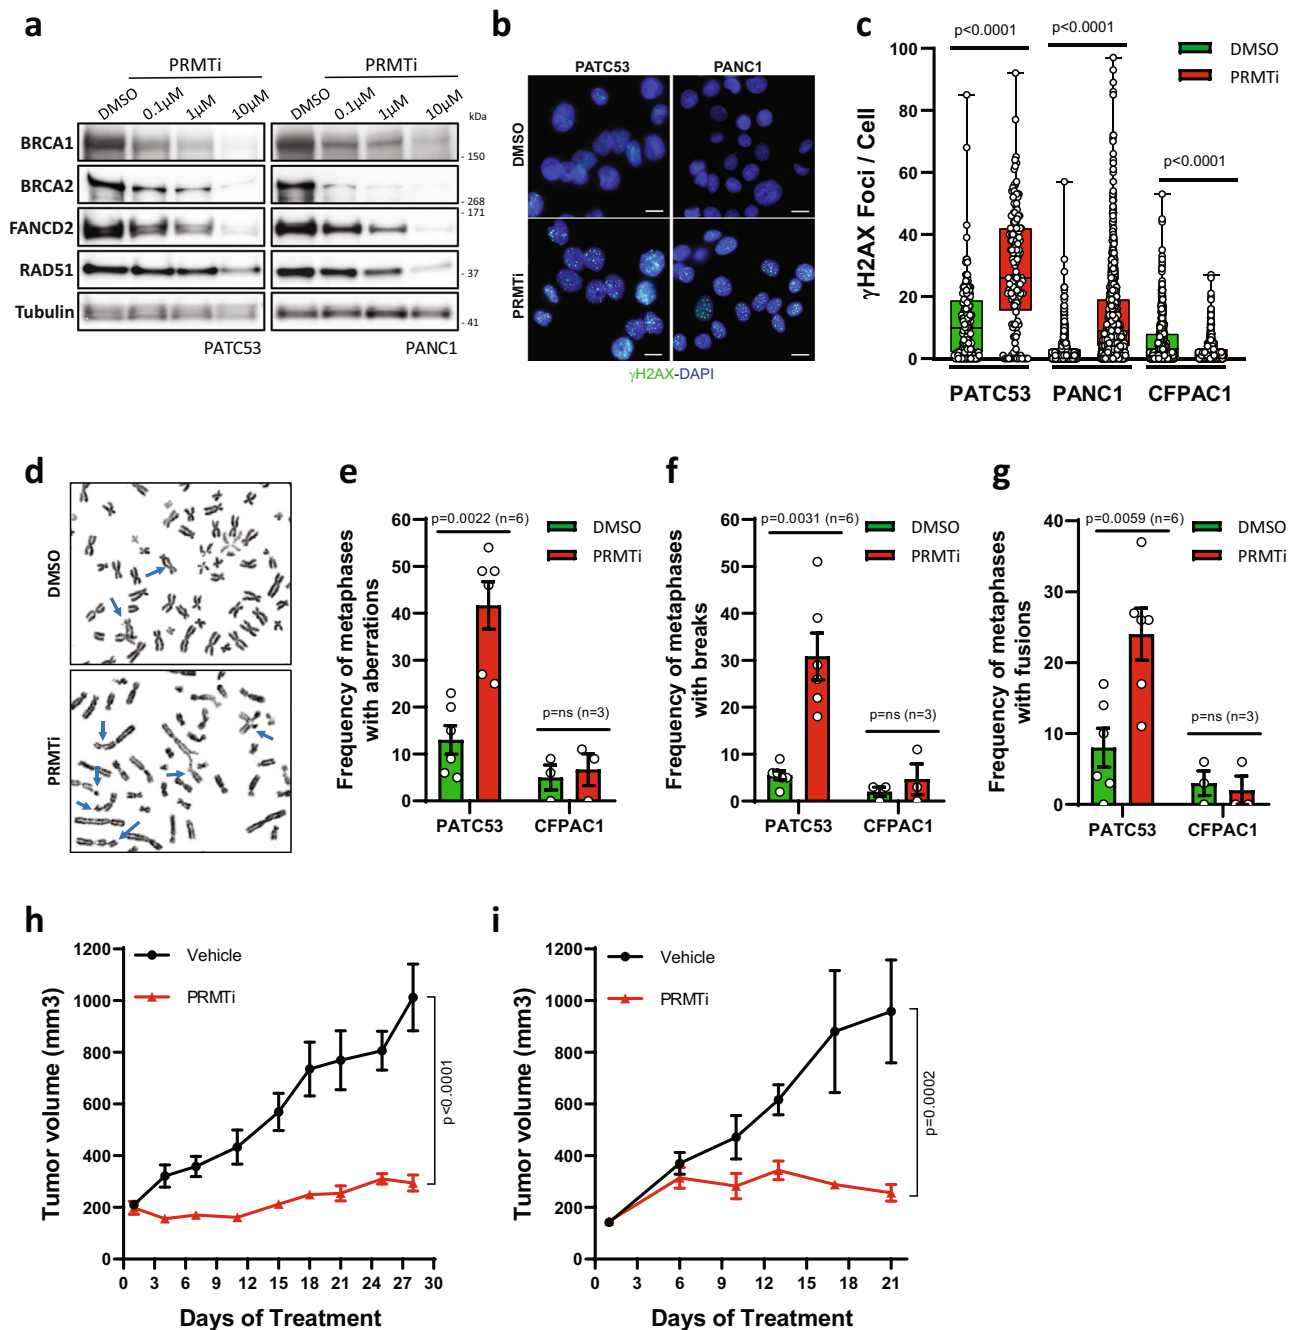 a
PRMTi
PRMTi
DMSO
0.1μM
1μM
10μM
DMSO
0.1μM
1μM
10μM
kDa
BRCA1
- 150
BRCA2
- 268
- 171
FANCD2
RAD51
- 37
Tubulin
- 41
PATC53
PANC1
b
PATC53
PANC1
DMSO
PRMTi
γH2AX-DAPI
c
p<0.0001
p<0.0001
p<0.0001
DMSO
PRMTi
γH2AX Foci / Cell
100
80
60
40
20
0
PATC53
PANC1
CFPAC1
d
DMSO
PRMTi
e
p=0.0022 (n=6)
DMSO
PRMTi
p=ns (n=3)
Frequency of metaphases
with aberrations
60
50
40
30
20
10
0
PATC53
CFPAC1
f
p=0.0031 (n=6)
DMSO
PRMTi
p=ns (n=3)
Frequency of metaphases
with breaks
60
50
40
30
20
10
0
PATC53
CFPAC1
g
p=0.0059 (n=6)
DMSO
PRMTi
p=ns (n=3)
Frequency of metaphases
with fusions
40
30
20
10
0
PATC53
CFPAC1
h
Vehicle
PRMTi
p<0.0001
Tumor volume (mm3)
1200
1000
800
600
400
200
0
0 3 6 9 12 15 18 21 24 27 30
Days of Treatment
i
Vehicle
PRMTi
p=0.0002
Tumor volume (mm3)
1200
1000
800
600
400
200
0
0 3 6 9 12 15 18 21
Days of Treatment